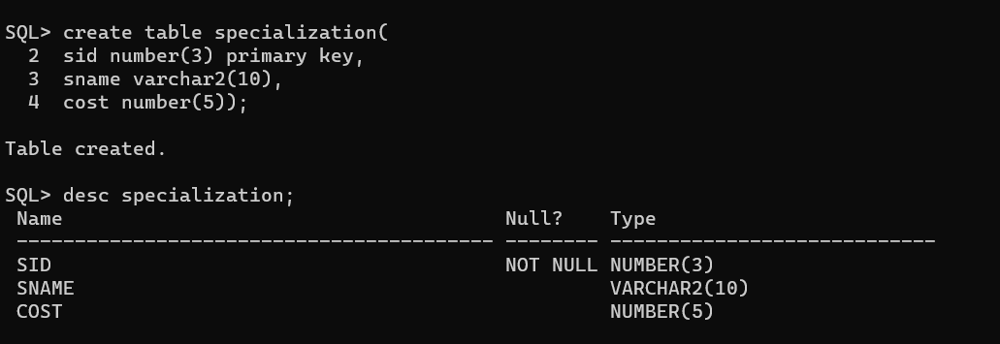 SQL> create table specialization(
  2  sid number(3) primary key,
  3  sname varchar2(10),
  4  cost number(5));
Table created.
SQL> desc specialization;
 Name                                      Null?    Type
 ----------------------------------------- -------- ----------------------------
 SID                                       NOT NULL NUMBER(3)
 SNAME                                              VARCHAR2(10)
 COST                                               NUMBER(5)